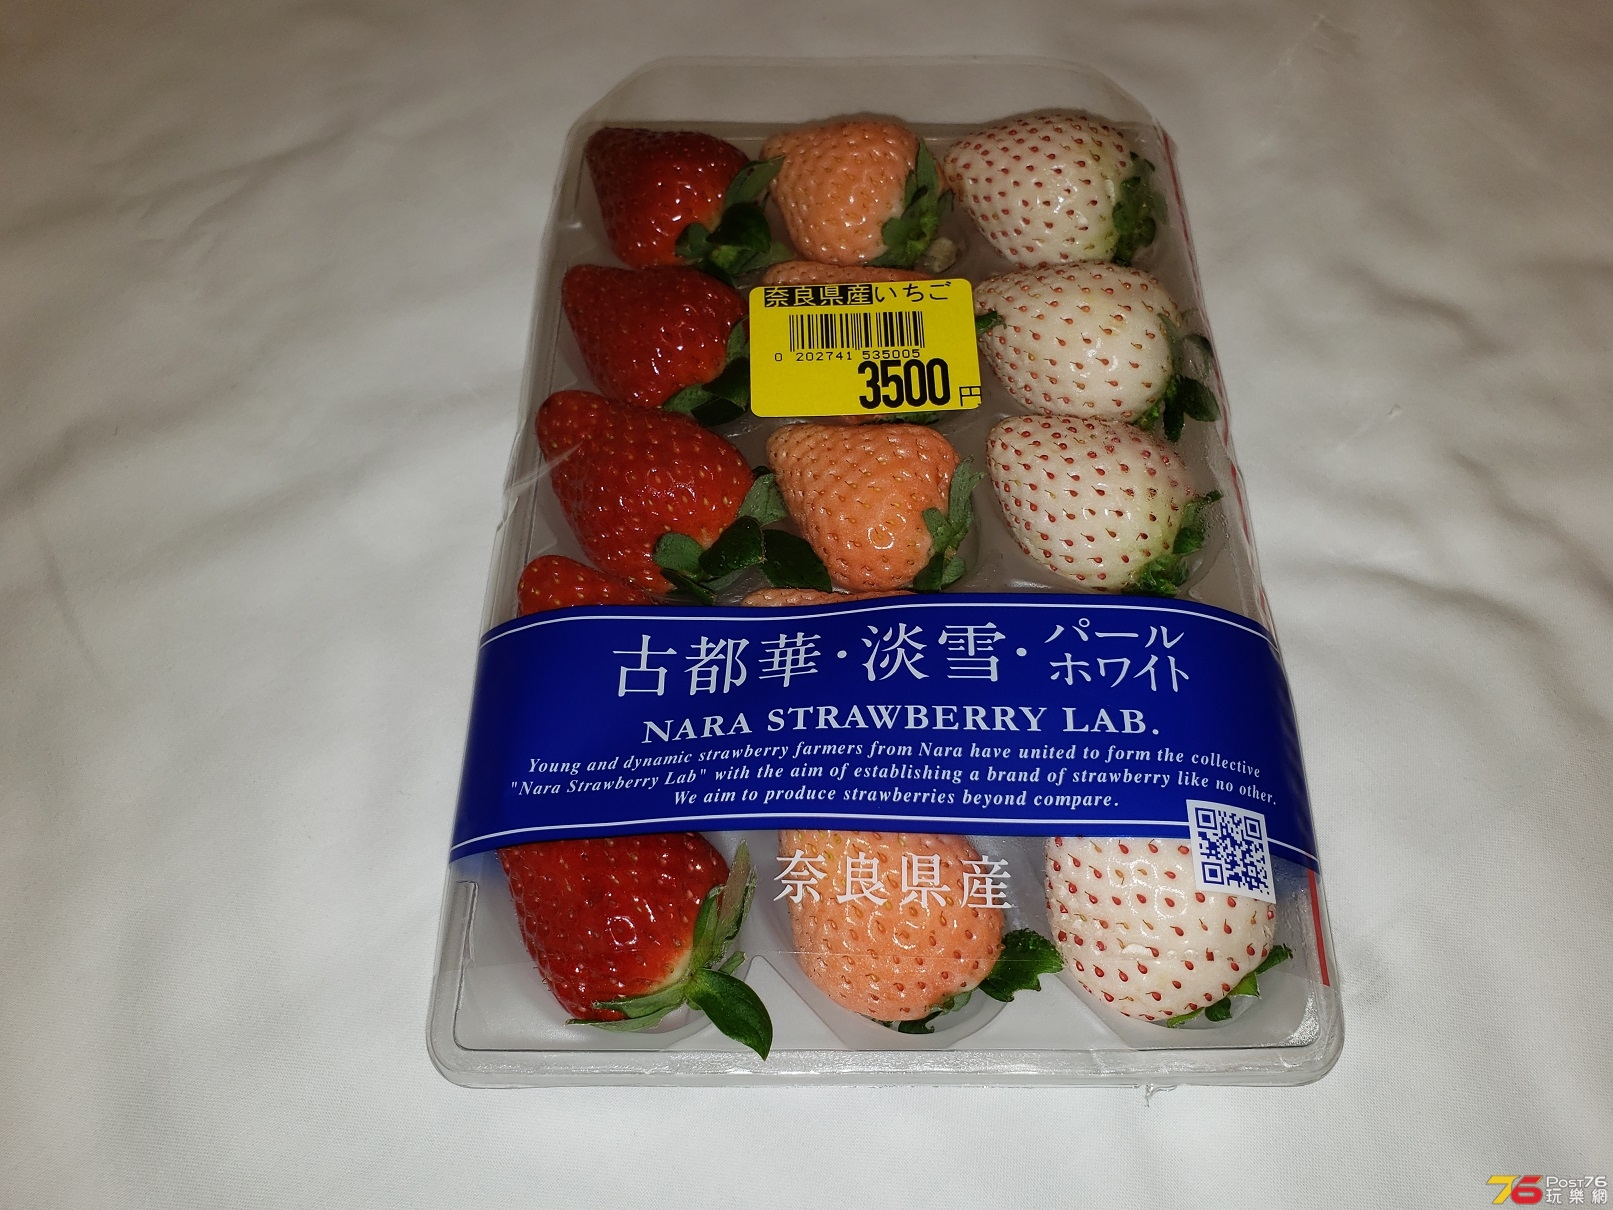 奈良県産いちご
0 202741 535005
3500円
古都華・淡雪・パール
ホワイト
NARA STRAWBERRY LAB.
Young and dynamic strawberry farmers from Nara have united to form the collective
"Nara Strawberry Lab" with the aim of establishing a brand of strawberry like no other.
We aim to produce strawberries beyond compare.
奈良県産
76 Post76
玩樂網